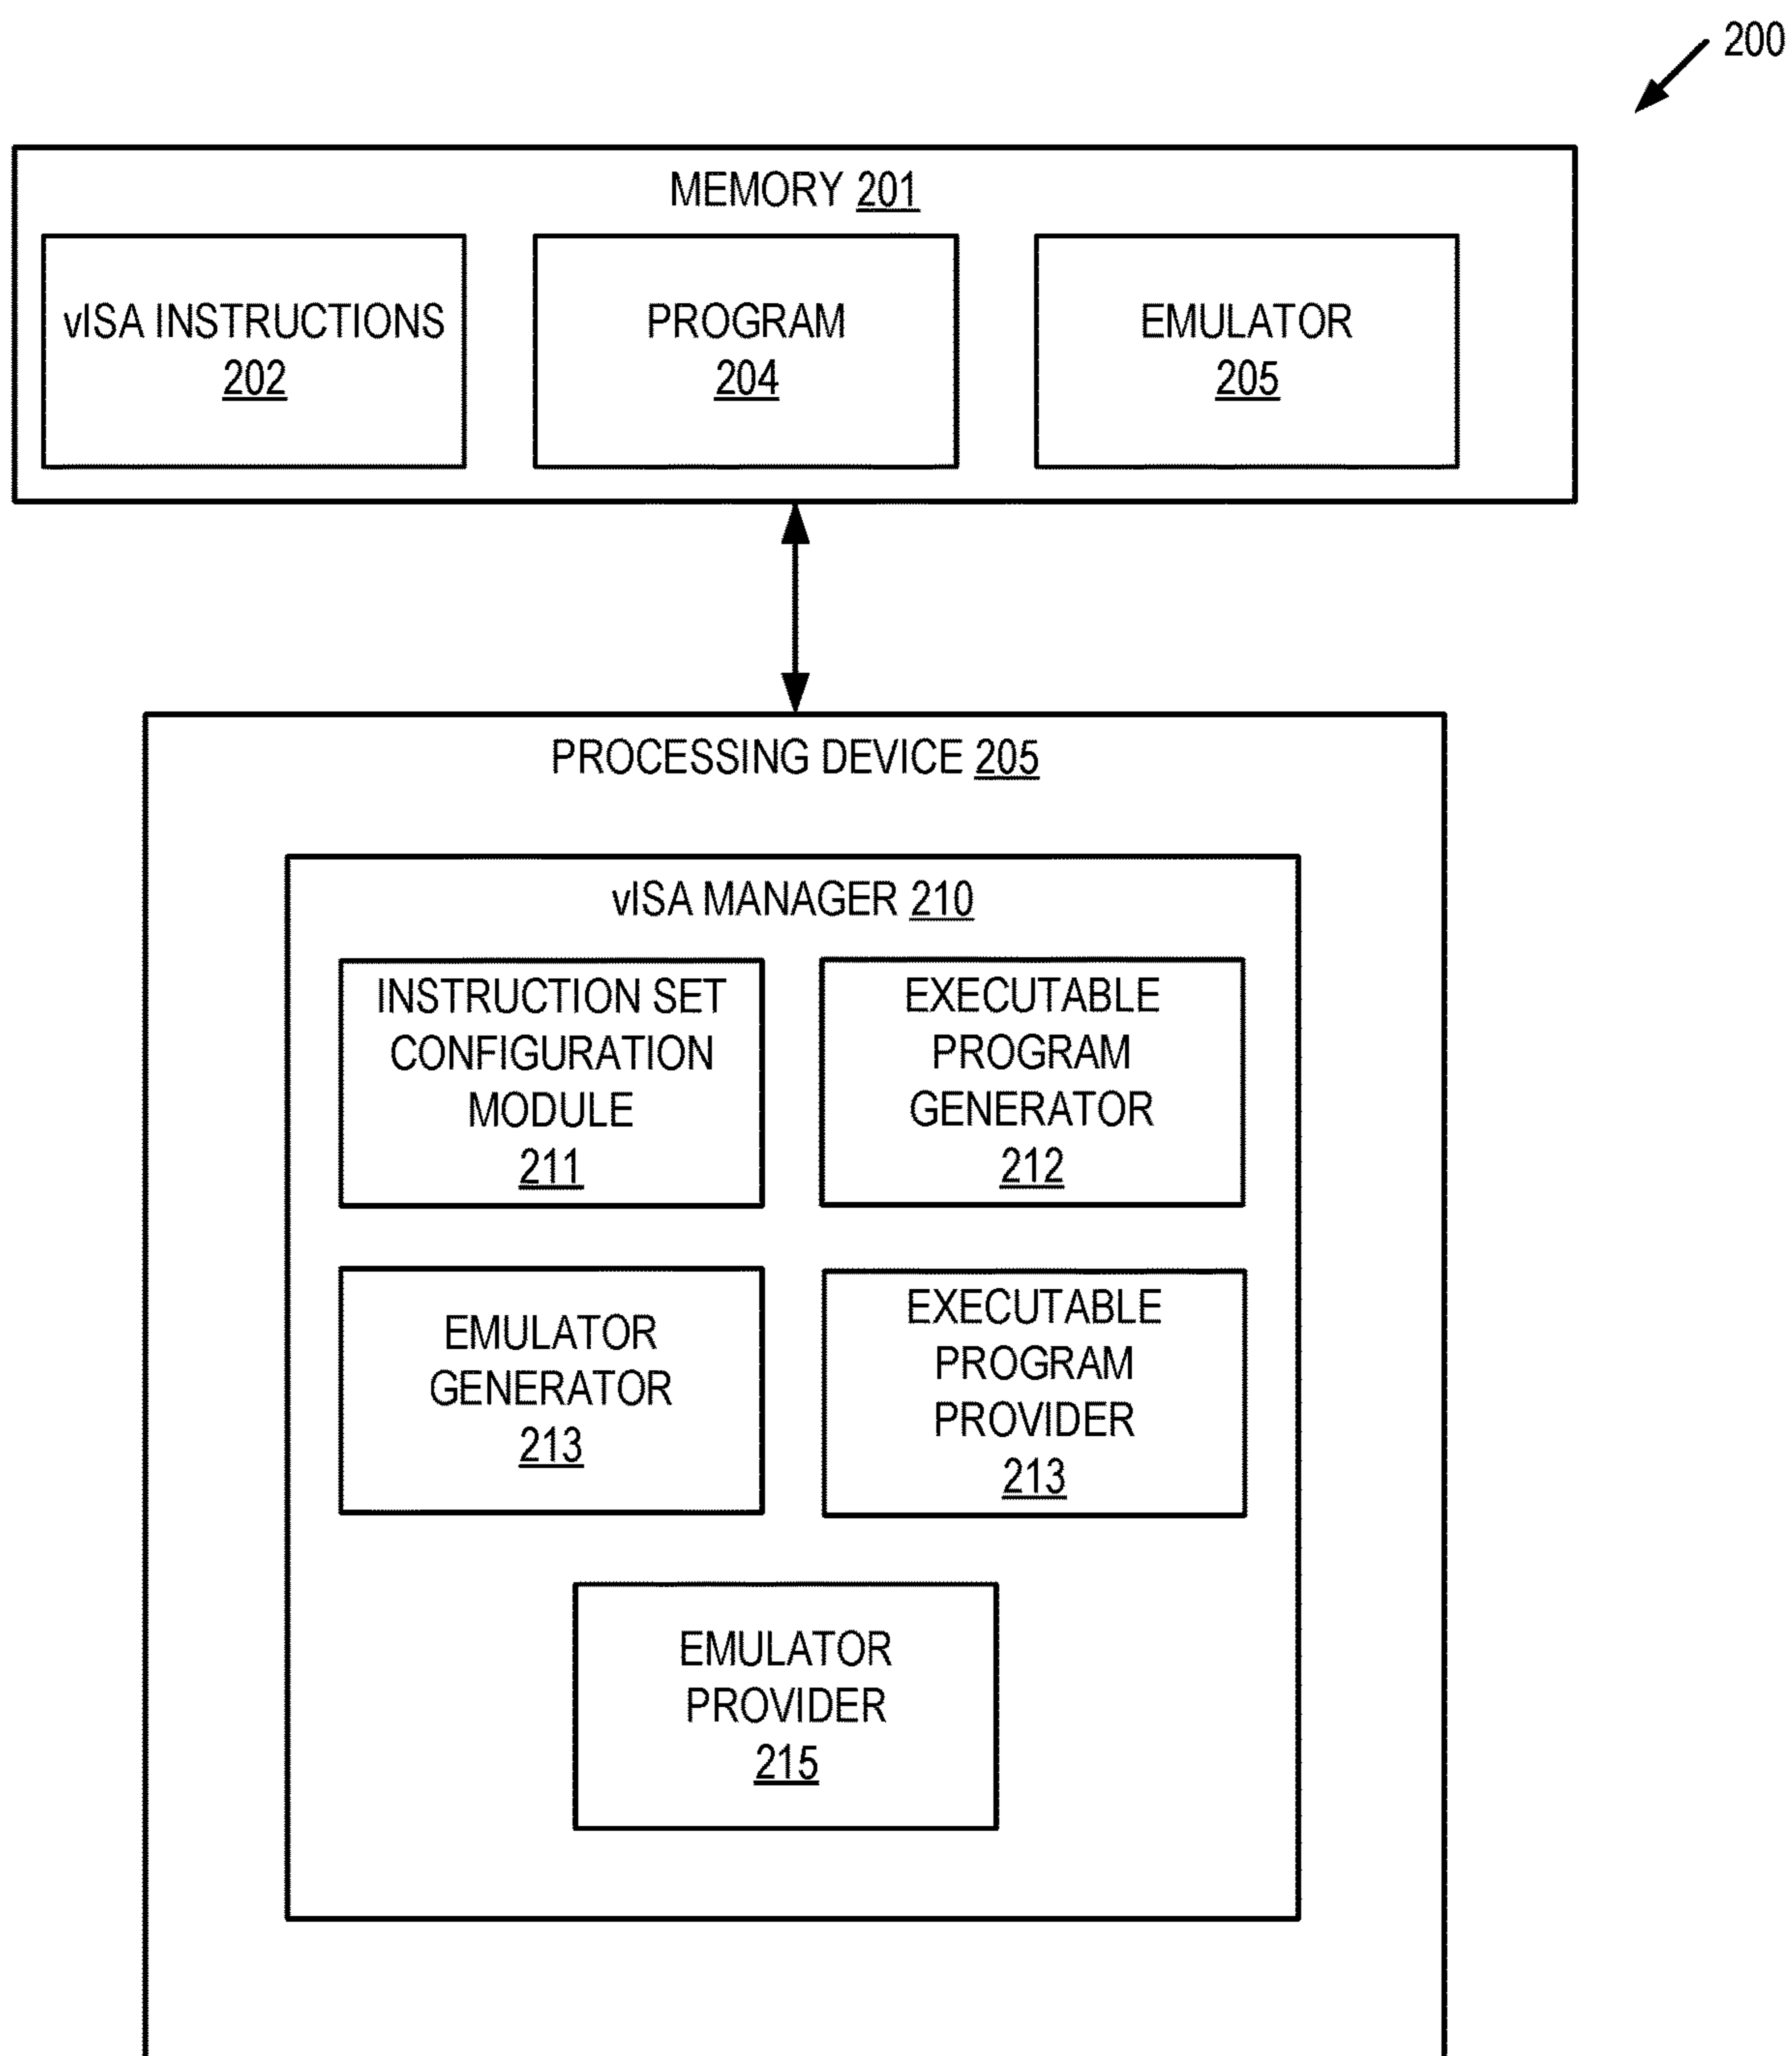 200
MEMORY 201
vISA INSTRUCTIONS
202
PROGRAM
204
EMULATOR
205
PROCESSING DEVICE 205
vISA MANAGER 210
INSTRUCTION SET
CONFIGURATION
MODULE
211
EXECUTABLE
PROGRAM
GENERATOR
212
EMULATOR
GENERATOR
213
EXECUTABLE
PROGRAM
PROVIDER
213
EMULATOR
PROVIDER
215